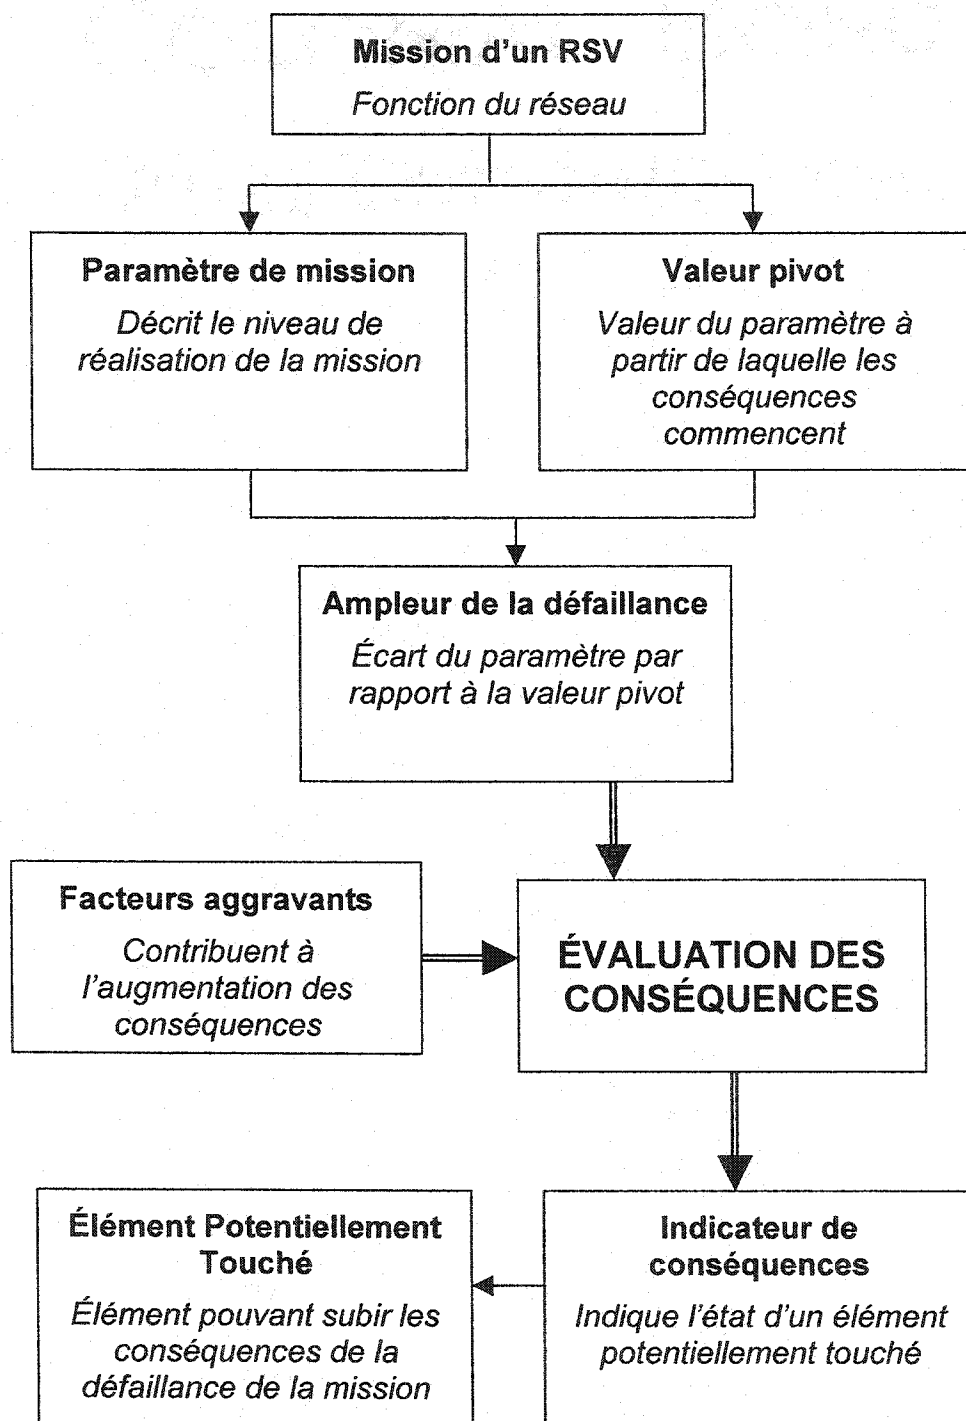 Mission d'un RSV
Fonction du réseau
Paramètre de mission
Décrit le niveau de
réalisation de la mission
Valeur pivot
Valeur du paramètre à
partir de laquelle les
conséquences
commencent
Ampleur de la défaillance
Écart du paramètre par
rapport à la valeur pivot
Facteurs aggravants
Contribuent à
l'augmentation des
conséquences
ÉVALUATION DES
CONSÉQUENCES
Élément Potentiellement
Touché
Élément pouvant subir les
conséquences de la
défaillance de la mission
Indicateur de
conséquences
Indique l'état d'un élément
potentiellement touché